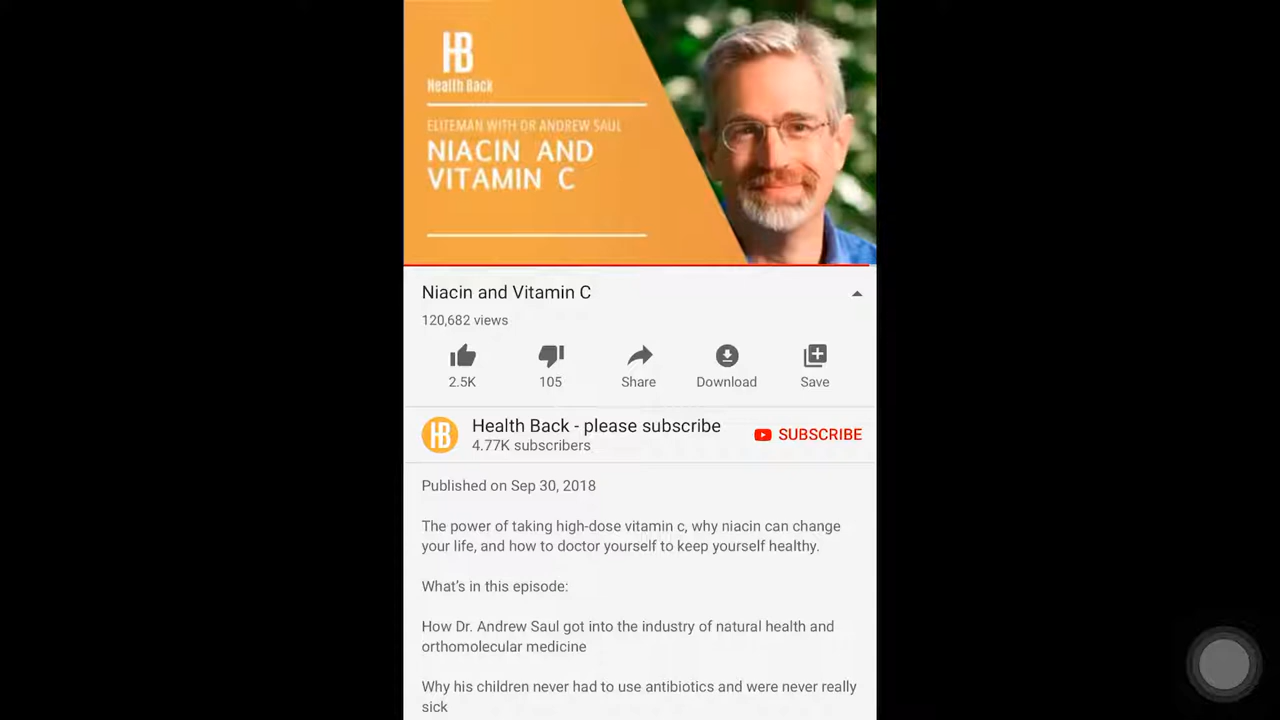 HB
Health Back
ELITEMAN WITH DR ANDREW SAUL
NIACIN AND
VITAMIN C
Niacin and Vitamin C
120,682 views
2.5K
105
Share
Download
Save
HB
Health Back - please subscribe
4.77K subscribers
SUBSCRIBE
Published on Sep 30, 2018
The power of taking high-dose vitamin c, why niacin can change
your life, and how to doctor yourself to keep yourself healthy.
What's in this episode:
How Dr. Andrew Saul got into the industry of natural health and
orthomolecular medicine
Why his children never had to use antibiotics and were never really
sick